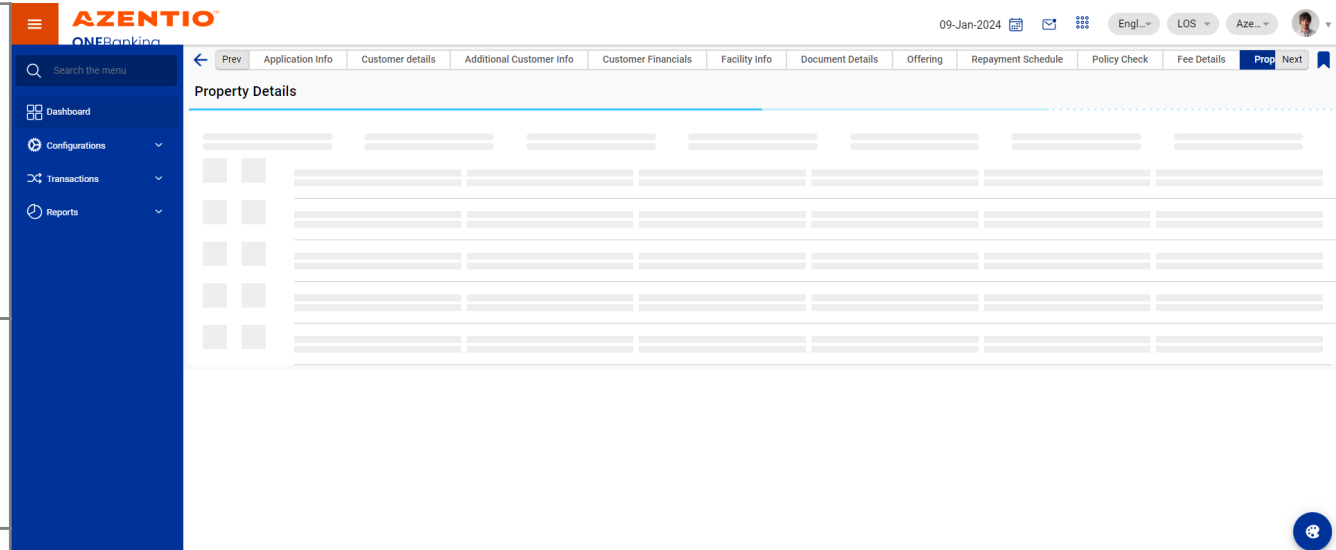 AZENTIO™
ONEBanking
09-Jan-2024
Engl...
LOS
Aze...
Search the menu
Prev
Application Info
Customer details
Additional Customer Info
Customer Financials
Facility Info
Document Details
Offering
Repayment Schedule
Policy Check
Fee Details
Prop
Next
Property Details
Dashboard
Configurations
Transactions
Reports